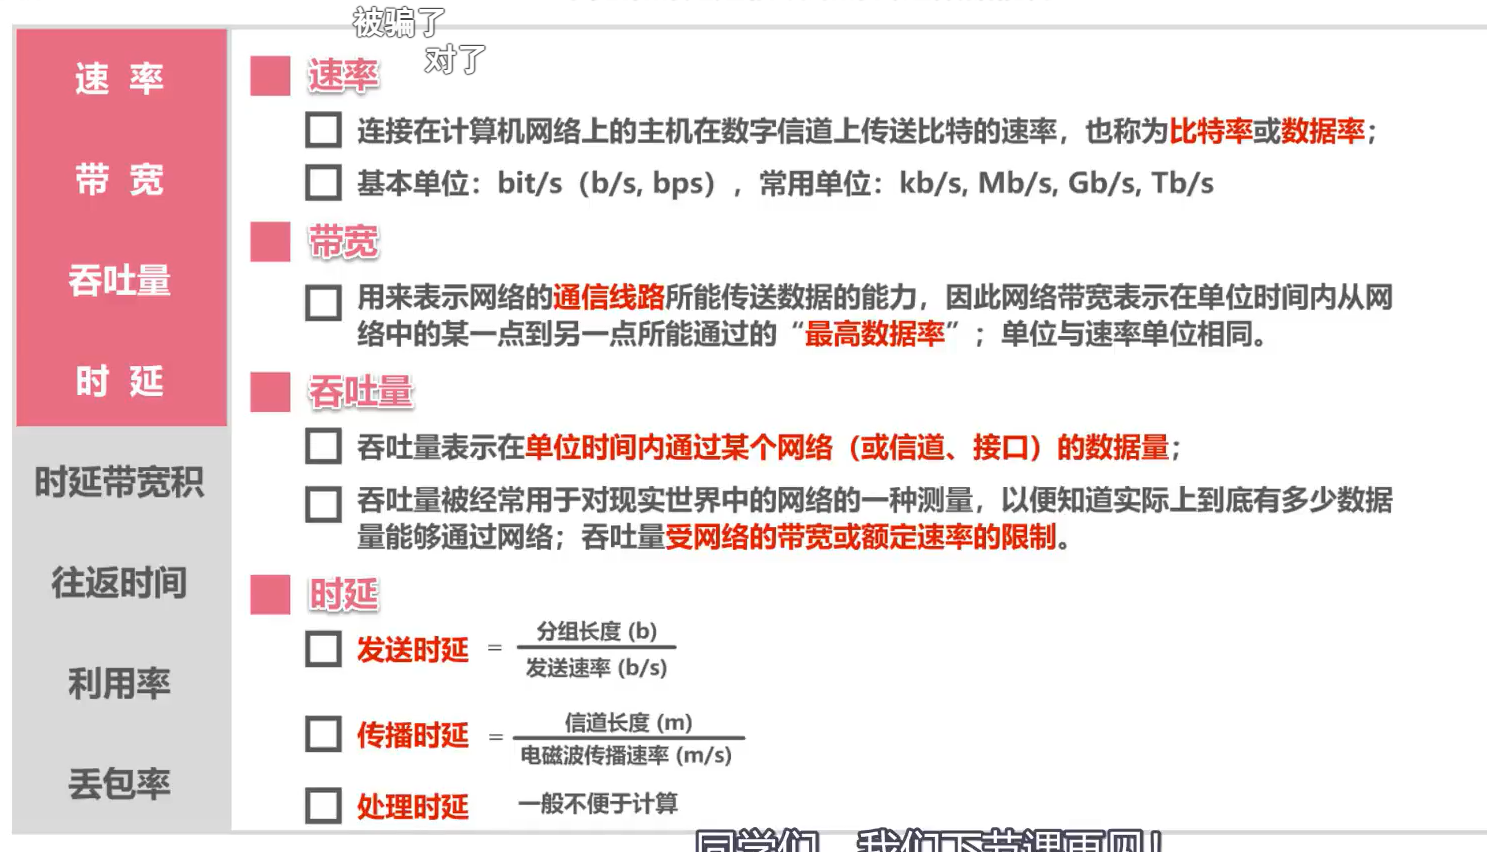 被骗了
对了
速 率
带 宽
吞吐量
时 延
时延带宽积
往返时间
利用率
丢包率
速率
连接在计算机网络上的主机在数字信道上传送比特的速率，也称为比特率或数据率；
基本单位：bit/s（b/s, bps），常用单位：kb/s, Mb/s, Gb/s, Tb/s
带宽
用来表示网络的通信线路所能传送数据的能力，因此网络带宽表示在单位时间内从网
络中的某一点到另一点所能通过的“最高数据率”；单位与速率单位相同。
吞吐量
吞吐量表示在单位时间内通过某个网络（或信道、接口）的数据量；
吞吐量被经常用于对现实世界中的网络的一种测量，以便知道实际上到底有多少数据
量能够通过网络；吞吐量受网络的带宽或额定速率的限制。
时延
发送时延 =
分组长度 (b)
发送速率 (b/s)
传播时延 =
信道长度 (m)
电磁波传播速率 (m/s)
处理时延 一般不便于计算
同学们，我们下节课再见！